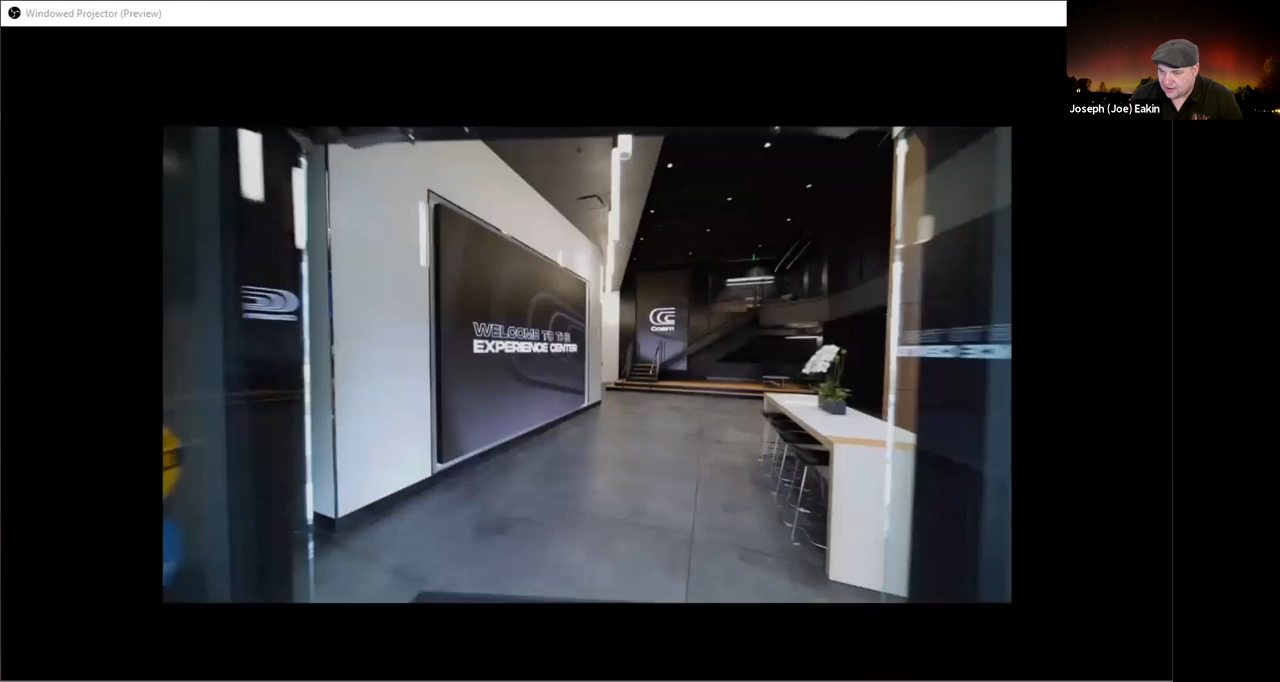 Windowed Projector (Preview)
Joseph (Joe) Eakin
WELCOME TO THE
EXPERIENCE CENTER
Cosm